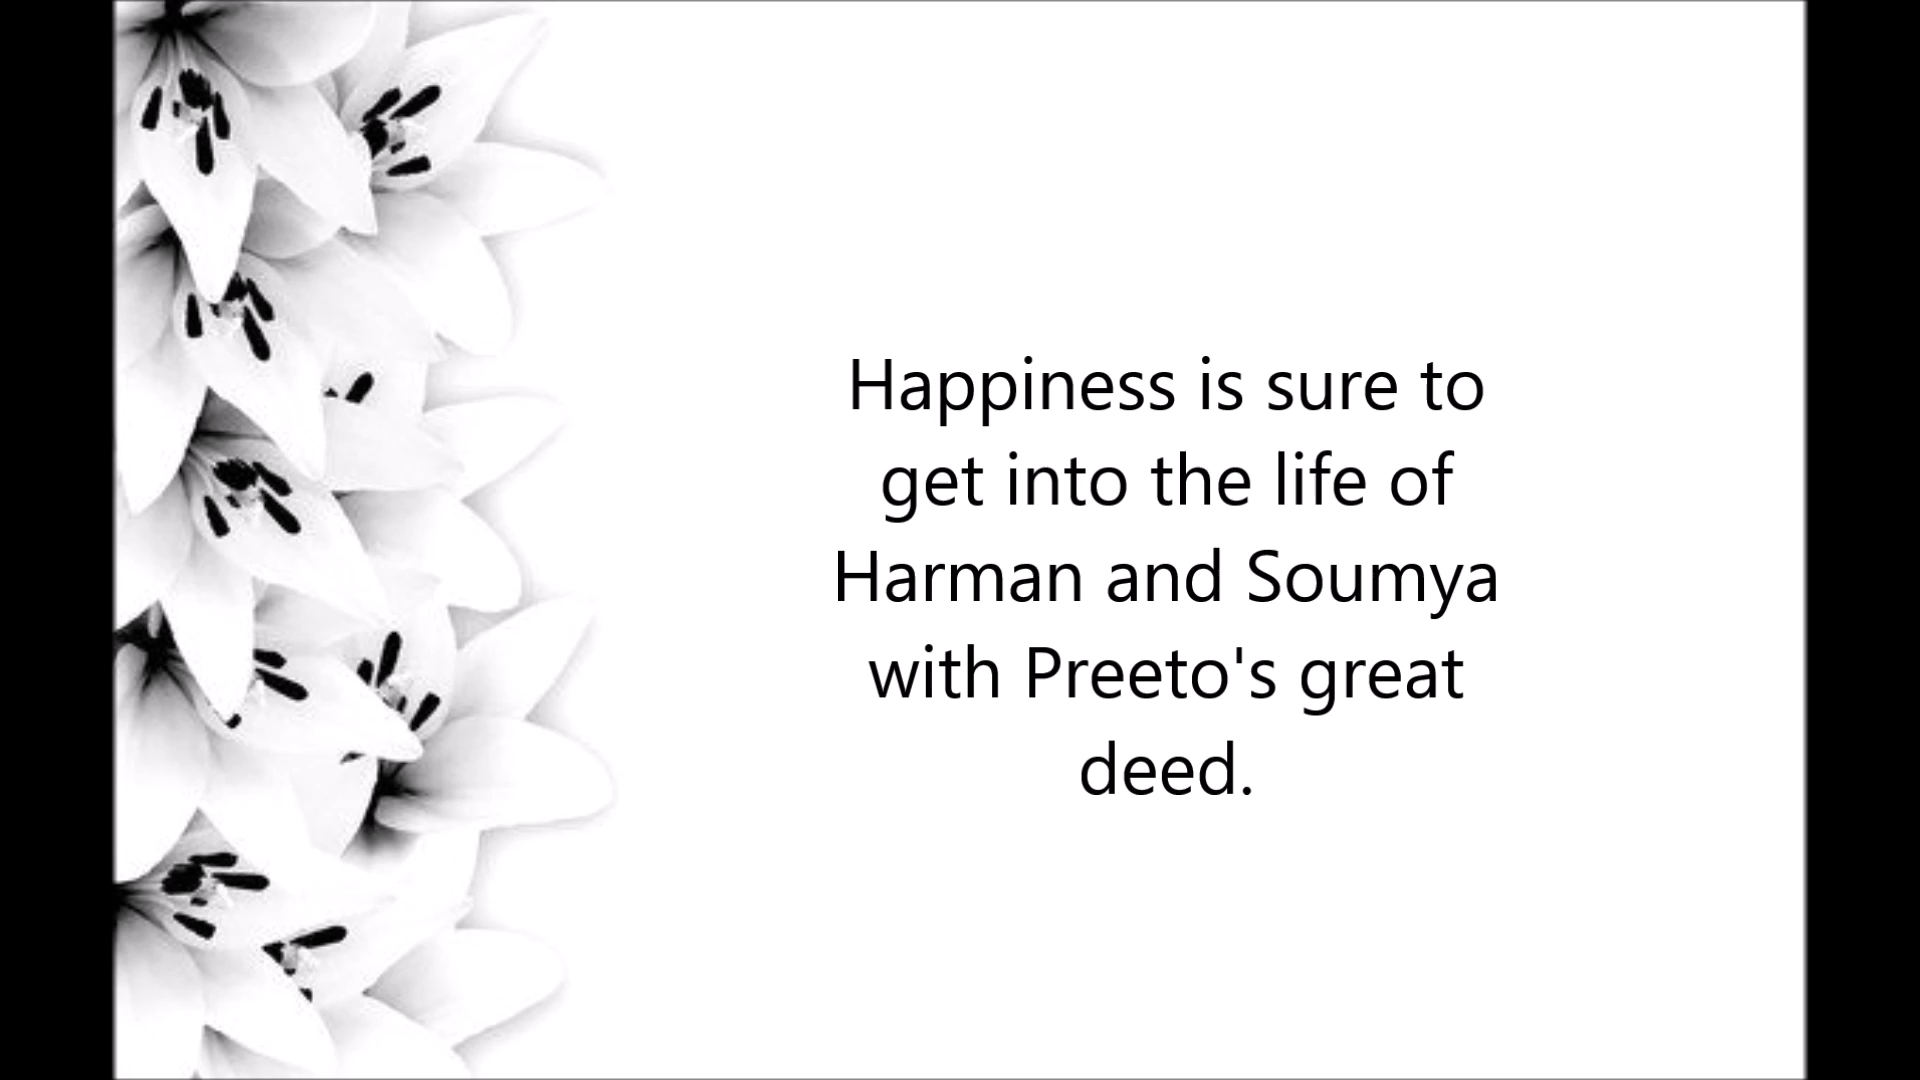 Happiness is sure to
get into the life of
Harman and Soumya
with Preeto's great
deed.